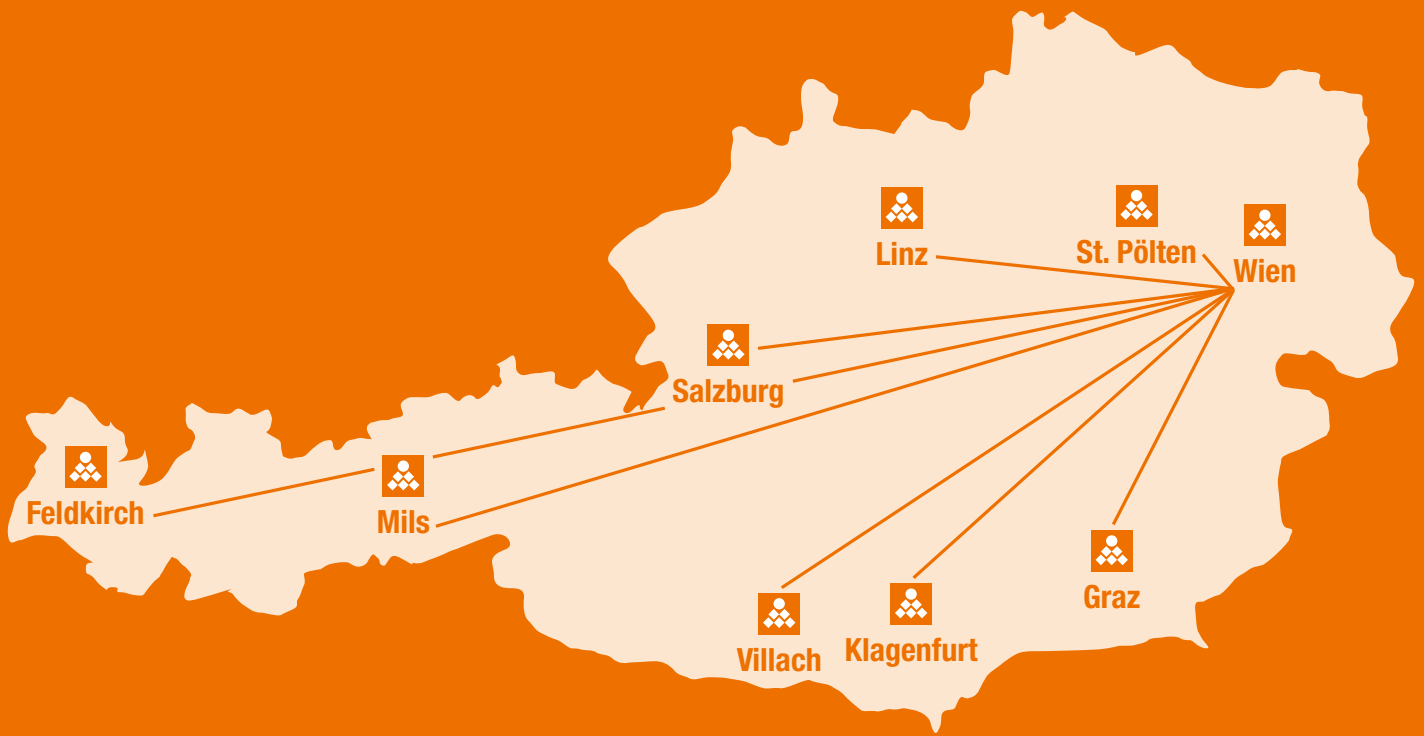 Linz
St. Pölten
Wien
Salzburg
Feldkirch
Mils
Graz
Villach
Klagenfurt